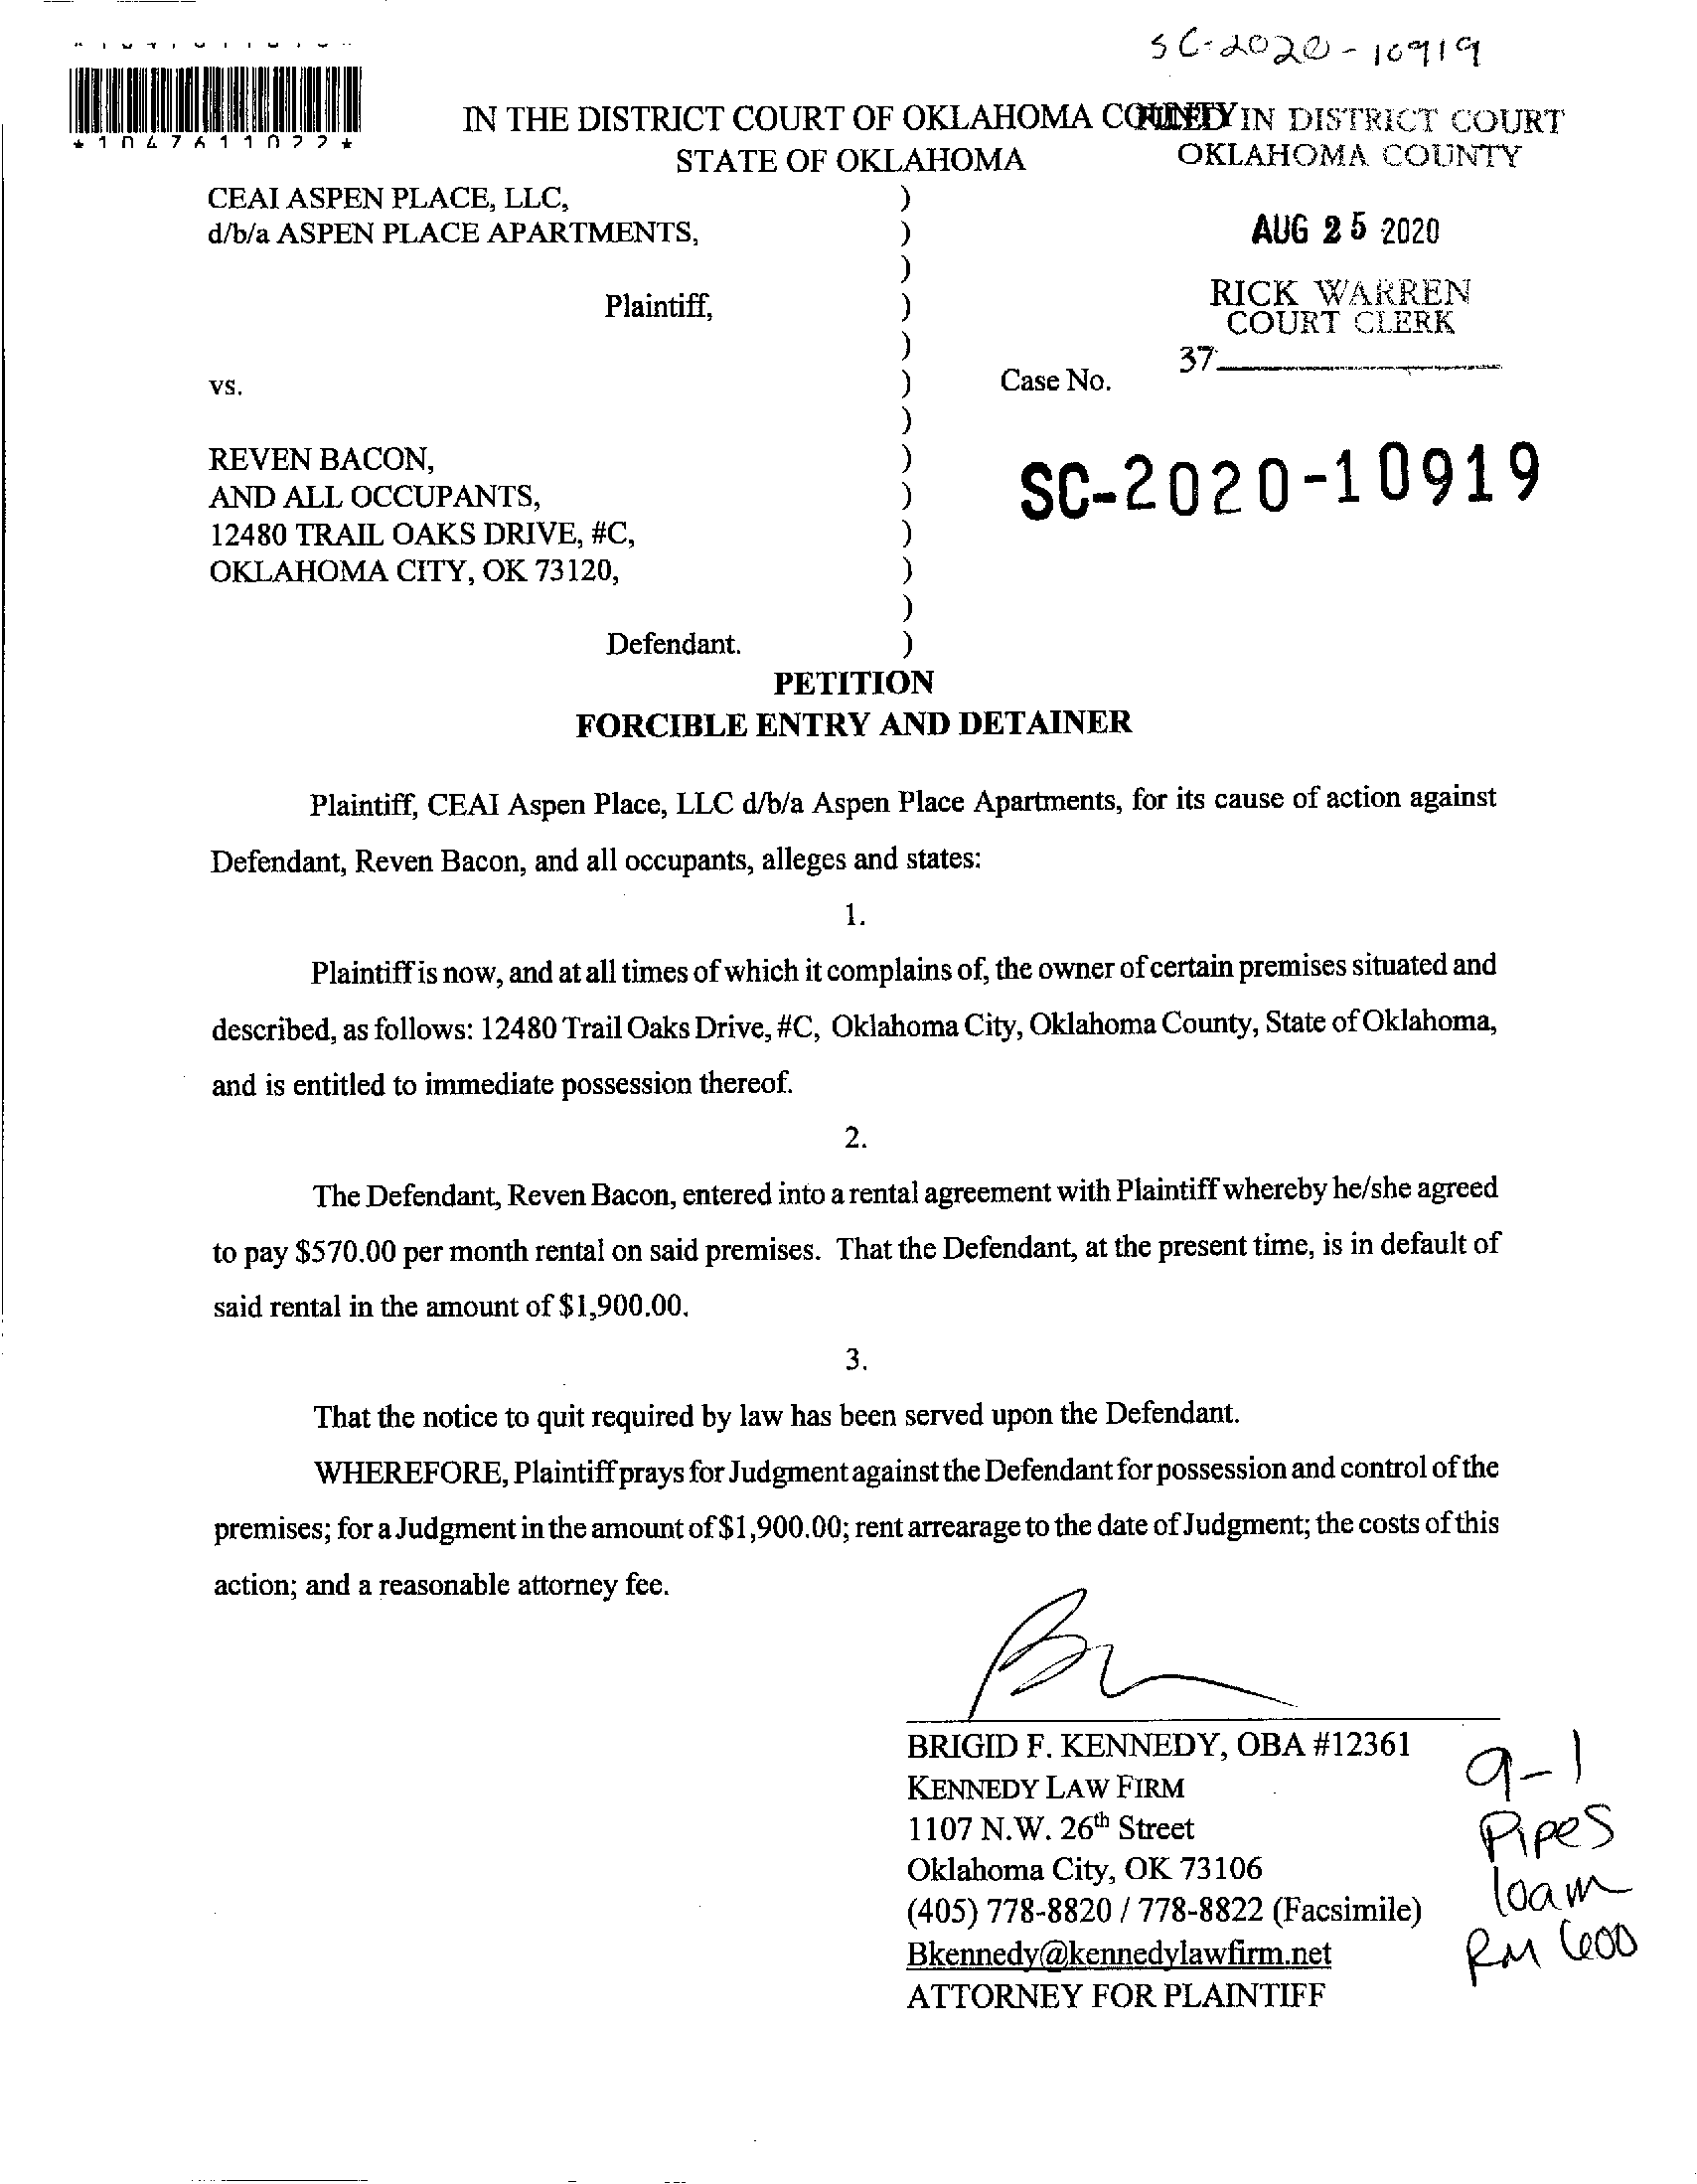 SC-2020-10919
*1047611022*
IN THE DISTRICT COURT OF OKLAHOMA COUNTY
FILED IN DISTRICT COURT
STATE OF OKLAHOMA
OKLAHOMA COUNTY
CEAI ASPEN PLACE, LLC, )
d/b/a ASPEN PLACE APARTMENTS, )
)
AUG 25 2020
Plaintiff, )
RICK WARREN
COURT CLERK
)
37
vs. ) Case No.
)
REVEN BACON, )
AND ALL OCCUPANTS, )
SC-2020-10919
12480 TRAIL OAKS DRIVE, #C, )
OKLAHOMA CITY, OK 73120, )
)
Defendant. )
PETITION
FORCIBLE ENTRY AND DETAINER
Plaintiff, CEAI Aspen Place, LLC d/b/a Aspen Place Apartments, for its cause of action against
Defendant, Reven Bacon, and all occupants, alleges and states:
1.
Plaintiff is now, and at all times of which it complains of, the owner of certain premises situated and
described, as follows: 12480 Trail Oaks Drive, #C, Oklahoma City, Oklahoma County, State of Oklahoma,
and is entitled to immediate possession thereof.
2.
The Defendant, Reven Bacon, entered into a rental agreement with Plaintiff whereby he/she agreed
to pay $570.00 per month rental on said premises. That the Defendant, at the present time, is in default of
said rental in the amount of $1,900.00.
3.
That the notice to quit required by law has been served upon the Defendant.
WHEREFORE, Plaintiff prays for Judgment against the Defendant for possession and control of the
premises; for a Judgment in the amount of $1,900.00; rent arrearage to the date of Judgment; the costs of this
action; and a reasonable attorney fee.
BRIGID F. KENNEDY, OBA #12361
KENNEDY LAW FIRM
1107 N.W. 26th Street
Oklahoma City, OK 73106
(405) 778-8820 / 778-8822 (Facsimile)
Bkennedy@kennedylawfirm.net
ATTORNEY FOR PLAINTIFF
9-1
Pipes
10am
RM 600